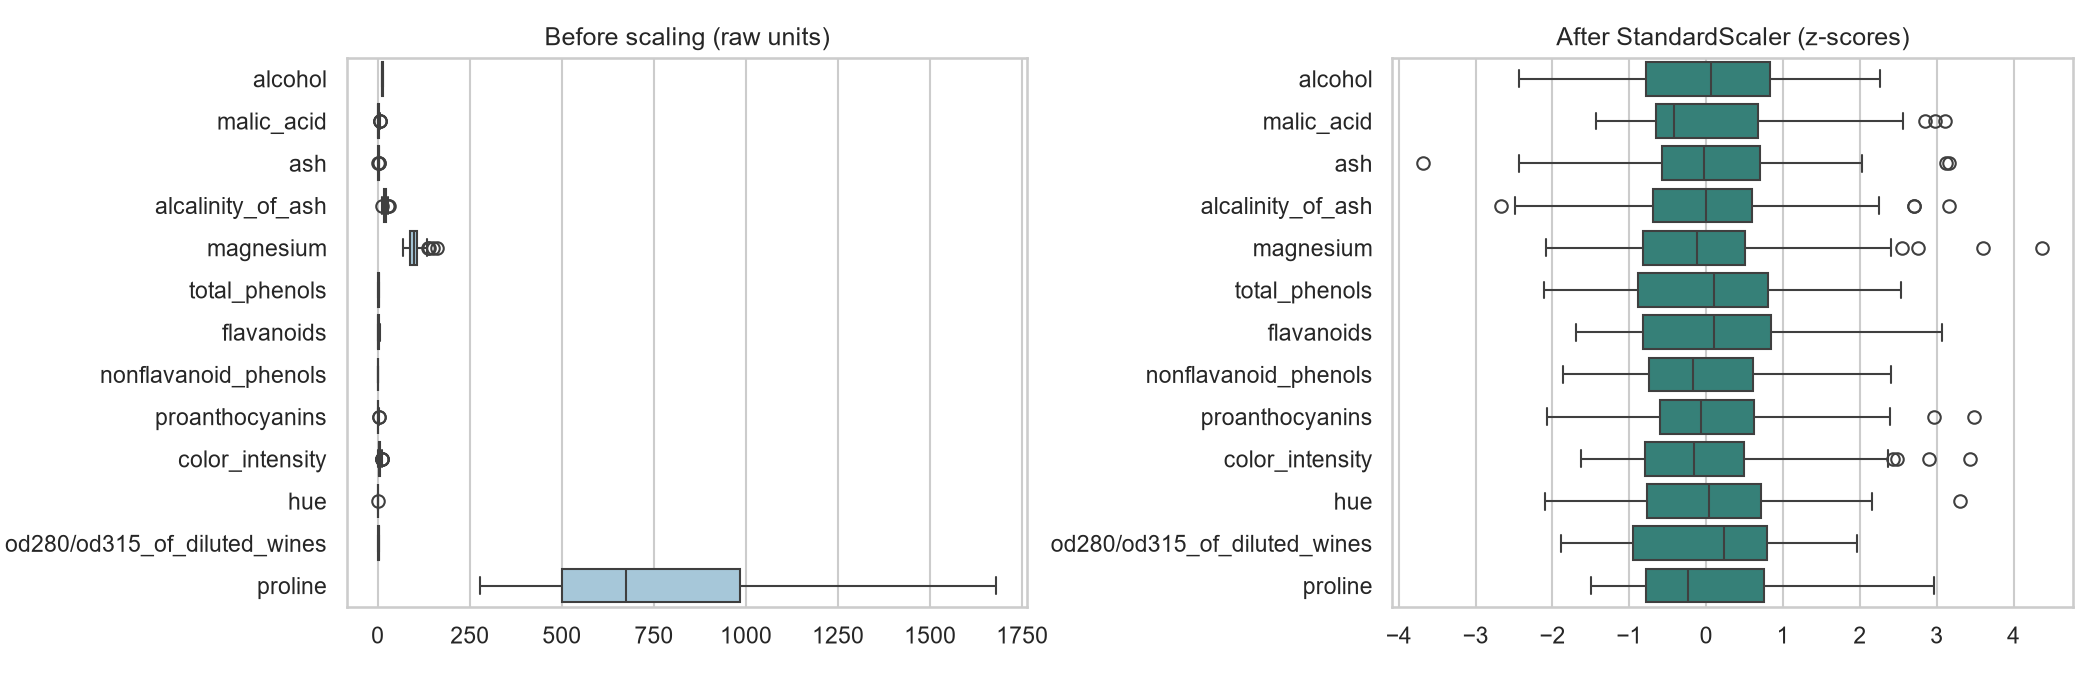 Before scaling (raw units)
alcohol
malic_acid
ash
alcalinity_of_ash
magnesium
total_phenols
flavanoids
nonflavanoid_phenols
proanthocyanins
color_intensity
hue
od280/od315_of_diluted_wines
proline
0 250 500 750 1000 1250 1500 1750
After StandardScaler (z-scores)
alcohol
malic_acid
ash
alcalinity_of_ash
magnesium
total_phenols
flavanoids
nonflavanoid_phenols
proanthocyanins
color_intensity
hue
od280/od315_of_diluted_wines
proline
−4 −3 −2 −1 0 1 2 3 4